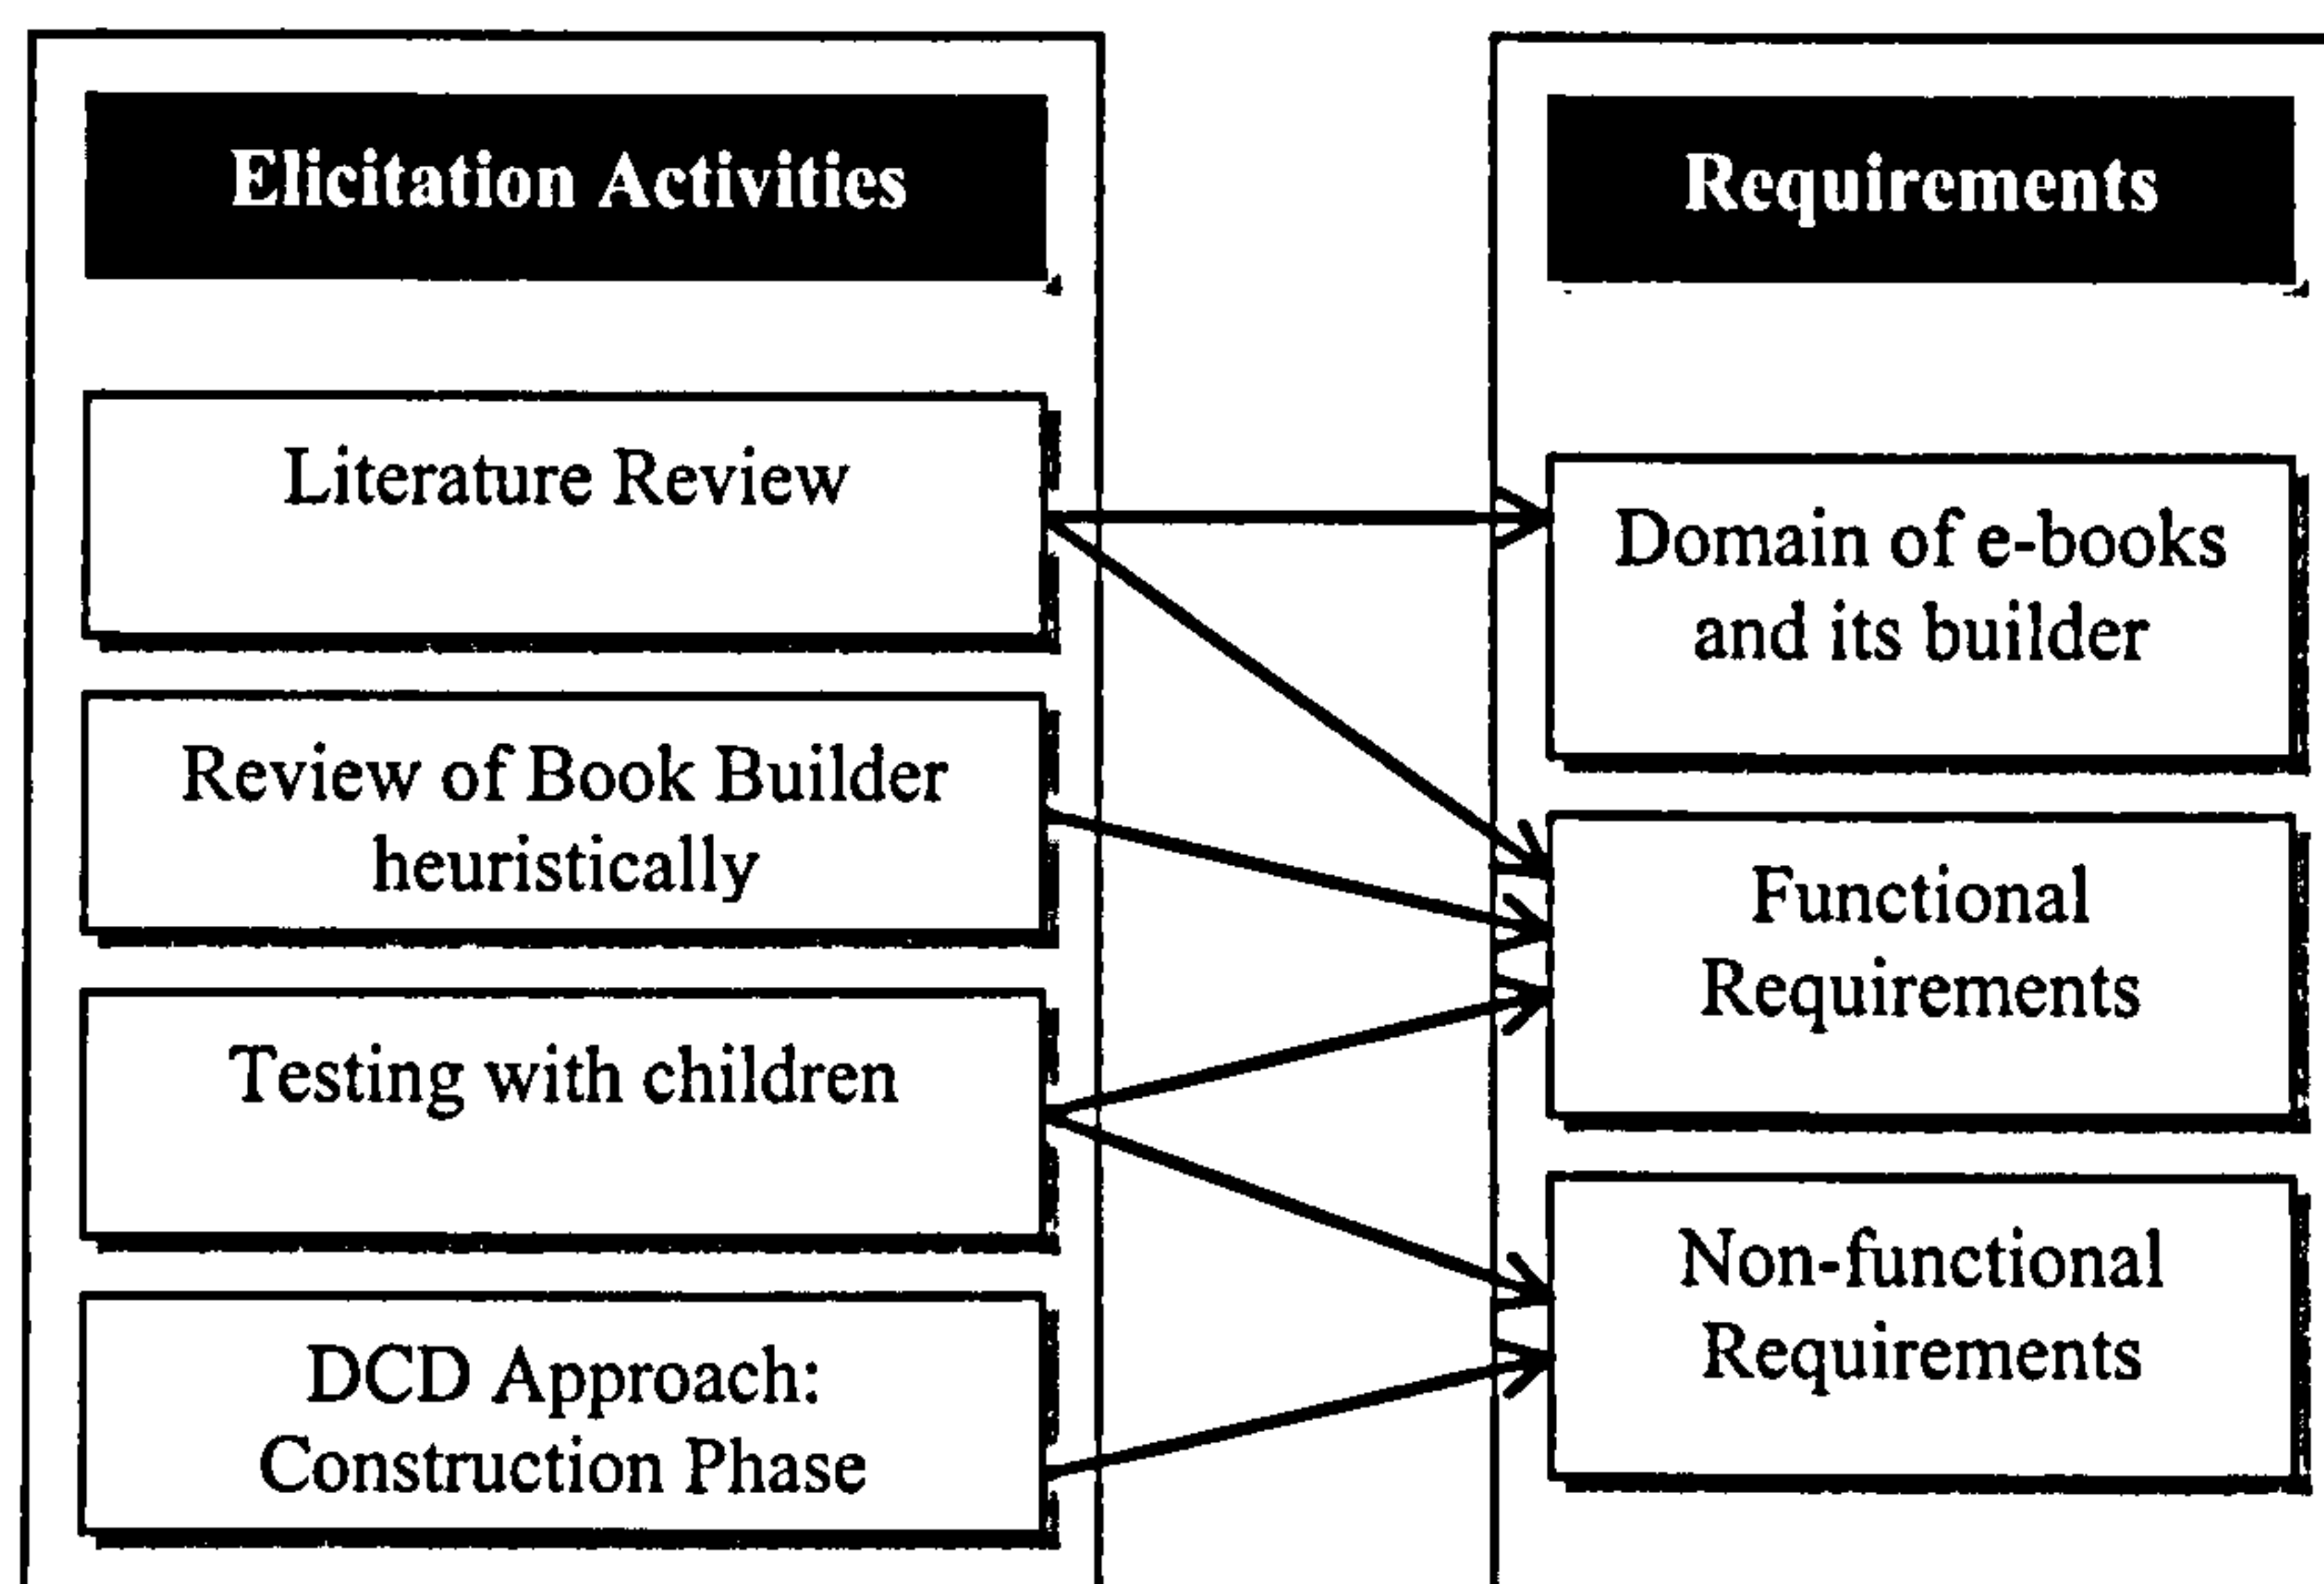 Elicitation Activities
Literature Review
Review of Book Builder
heuristically
Testing with children
DCD Approach:
Construction Phase
Requirements
Domain of e-books
and its builder
Functional
Requirements
Non-functional
Requirements